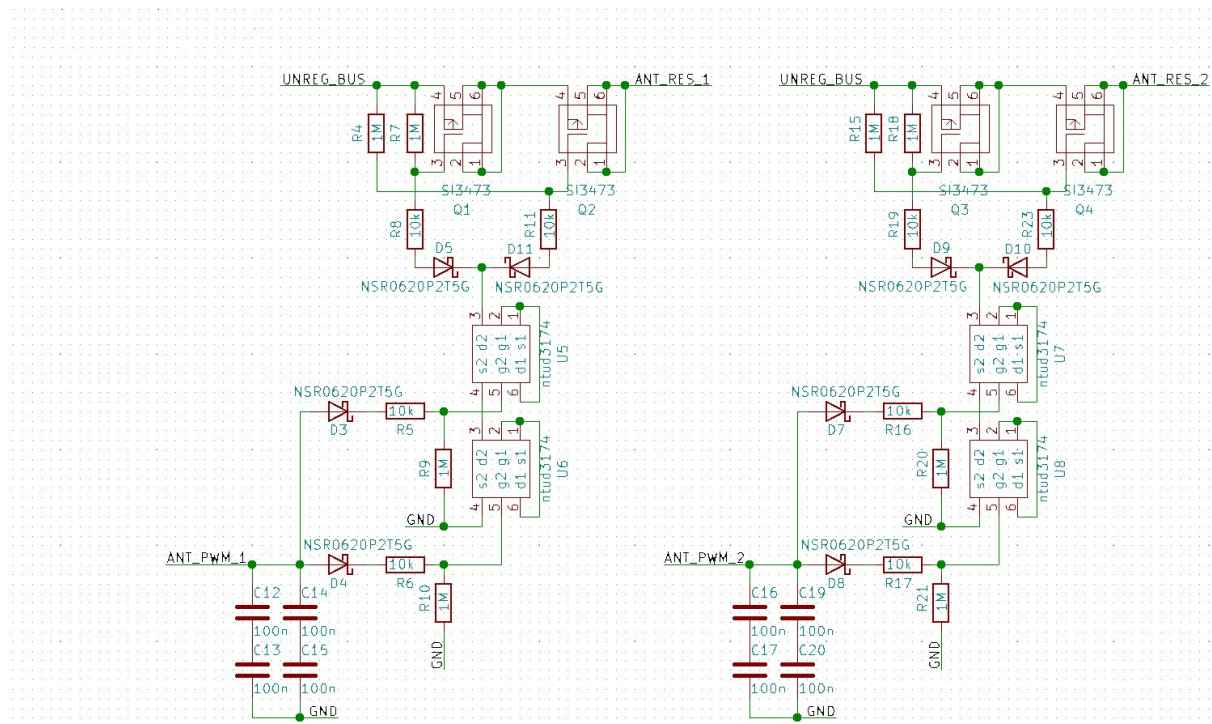 UNREG_BUS ANT_RES_1
4 5 6 4 5 6
R4 1M R7 1M
3 2 1 3 2 1
SI3473 SI3473
Q1 Q2
R8 10k R11 10k
D5 D11
NSR0620P2T5G NSR0620P2T5G
3 2 1
s2 d2 g2 g1 d1 s1 ntud3174 U5
4 5 6
NSR0620P2T5G
D3 10k R5
3 2 1
R9 1M
s2 d2 g2 g1 d1 s1 ntud3174 U6
4 5 6
GND
NSR0620P2T5G
ANT_PWM_1
D4 10k R6
R10 1M
GND
C12 C14
100n 100n
C13 C15
100n 100n
GND
UNREG_BUS ANT_RES_2
4 5 6 4 5 6
R15 1M R18 1M
3 2 1 3 2 1
SI3473 SI3473
Q3 Q4
R19 10k R23 10k
D9 D10
NSR0620P2T5G NSR0620P2T5G
3 2 1
s2 d2 g2 g1 d1 s1 ntud3174 U7
4 5 6
NSR0620P2T5G
D7 10k R16
3 2 1
R20 1M
s2 d2 g2 g1 d1 s1 ntud3174 U8
4 5 6
GND
NSR0620P2T5G
ANT_PWM_2
D8 10k R17
R21 1M
GND
C16 C19
100n 100n
C17 C20
100n 100n
GND